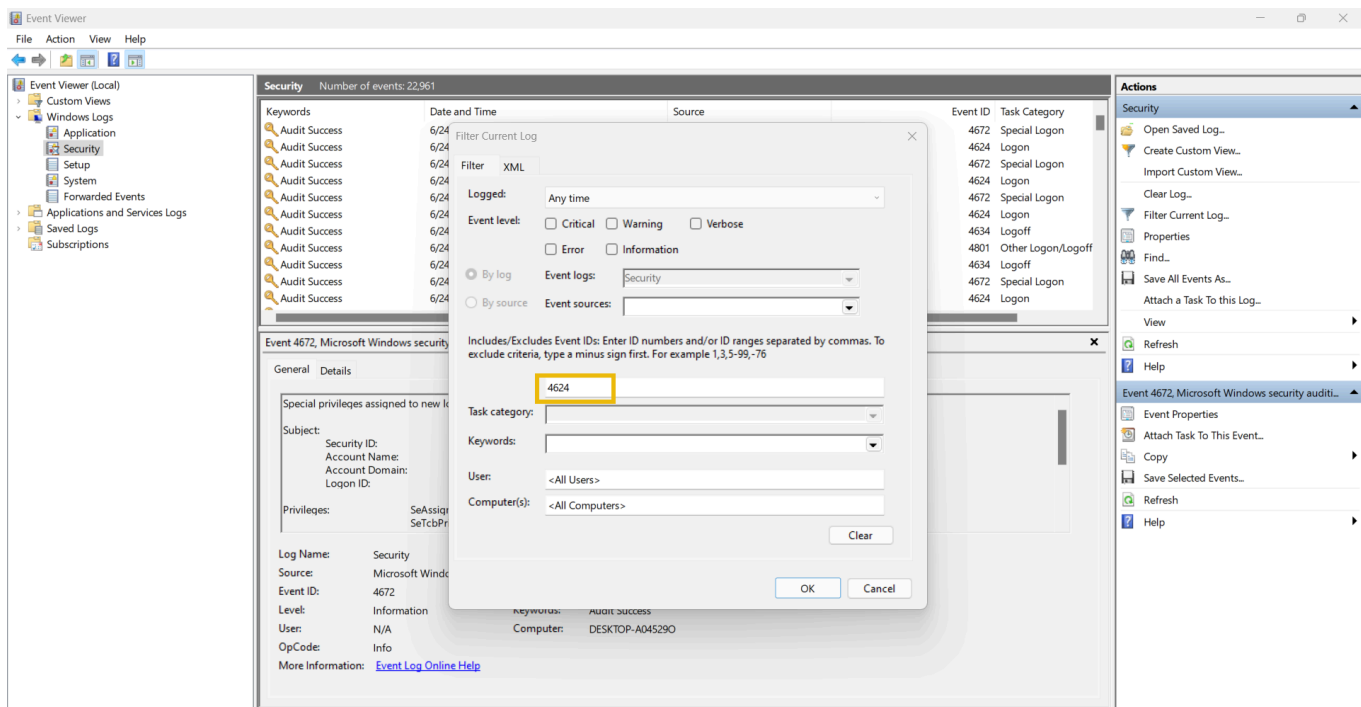 Event Viewer
File Action View Help
Event Viewer (Local)
Custom Views
Windows Logs
Application
Security
Setup
System
Forwarded Events
Applications and Services Logs
Saved Logs
Subscriptions
Security Number of events: 22,961
Keywords Date and Time Source Event ID Task Category
Audit Success 6/24 4672 Special Logon
Audit Success 6/24 4624 Logon
Audit Success 6/24 4672 Special Logon
Audit Success 6/24 4624 Logon
Audit Success 6/24 4672 Special Logon
Audit Success 6/24 4624 Logon
Audit Success 6/24 4634 Logoff
Audit Success 6/24 4801 Other Logon/Logoff
Audit Success 6/24 4634 Logoff
Audit Success 6/24 4672 Special Logon
Audit Success 6/24 4624 Logon
Event 4672, Microsoft Windows security
General Details
Special privileges assigned to new
Subject:
Security ID:
Account Name:
Account Domain:
Logon ID:
Privileges: SeAssig
SeTcbPr
Log Name: Security
Source: Microsoft Windo
Event ID: 4672
Level: Information Keywords: Audit Success
User: N/A Computer: DESKTOP-A04529O
OpCode: Info
More Information: Event Log Online Help
Filter Current Log
Filter XML
Logged: Any time
Event level: Critical Warning Verbose
Error Information
By log Event logs: Security
By source Event sources:
Includes/Excludes Event IDs: Enter ID numbers and/or ID ranges separated by commas. To
exclude criteria, type a minus sign first. For example 1,3,5-99,-76
4624
Task category:
Keywords:
User: <All Users>
Computer(s): <All Computers>
Clear
OK Cancel
Actions
Security
Open Saved Log...
Create Custom View...
Import Custom View...
Clear Log...
Filter Current Log...
Properties
Find...
Save All Events As...
Attach a Task To this Log...
View
Refresh
Help
Event 4672, Microsoft Windows security auditi...
Event Properties
Attach Task To This Event...
Copy
Save Selected Events...
Refresh
Help